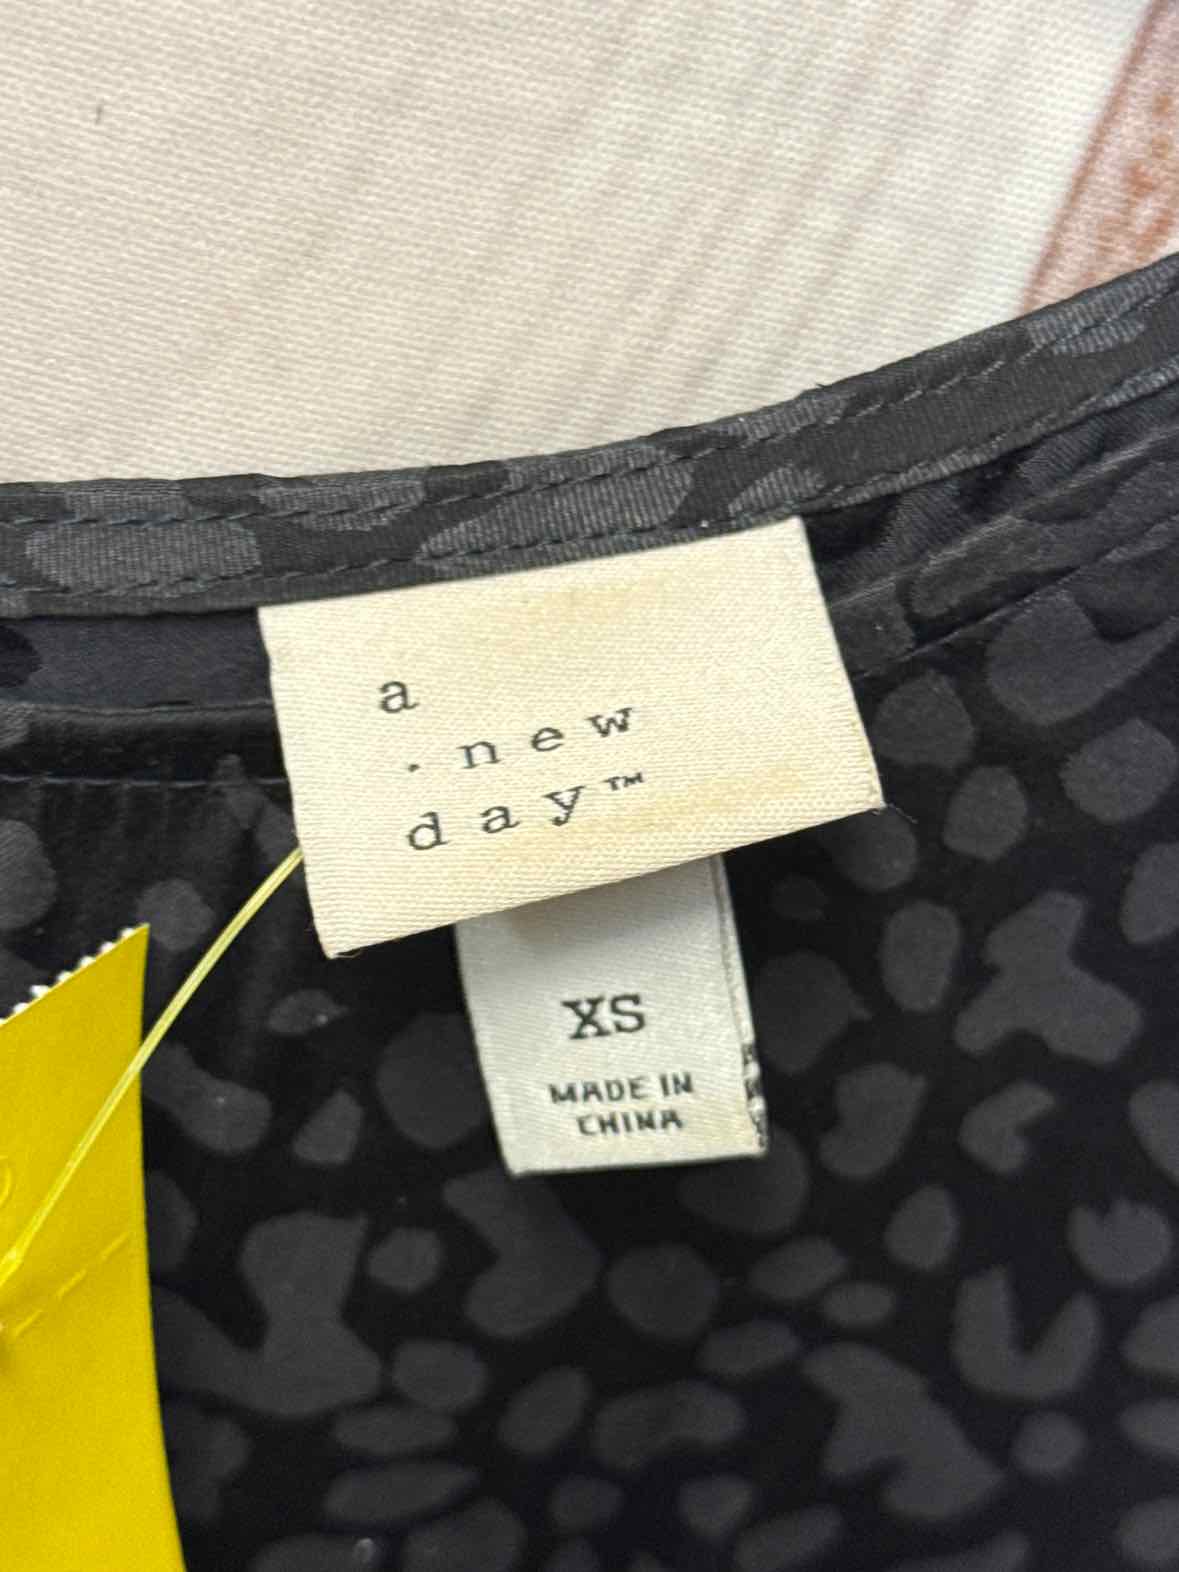 a
. new
day™
XS
MADE IN
CHINA